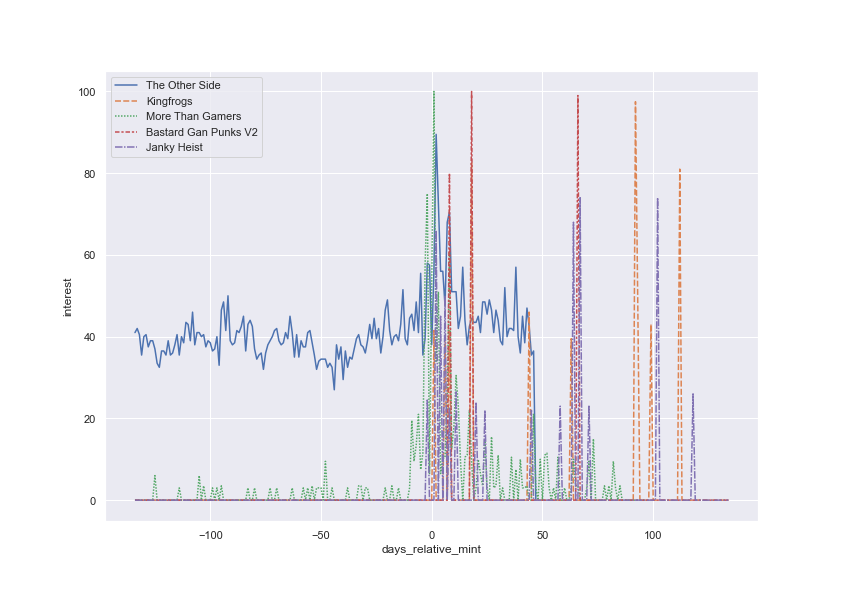 100
80
60
40
20
0
interest
The Other Side
Kingfrogs
More Than Gamers
Bastard Gan Punks V2
Janky Heist
−100
−50
0
50
100
days_relative_mint